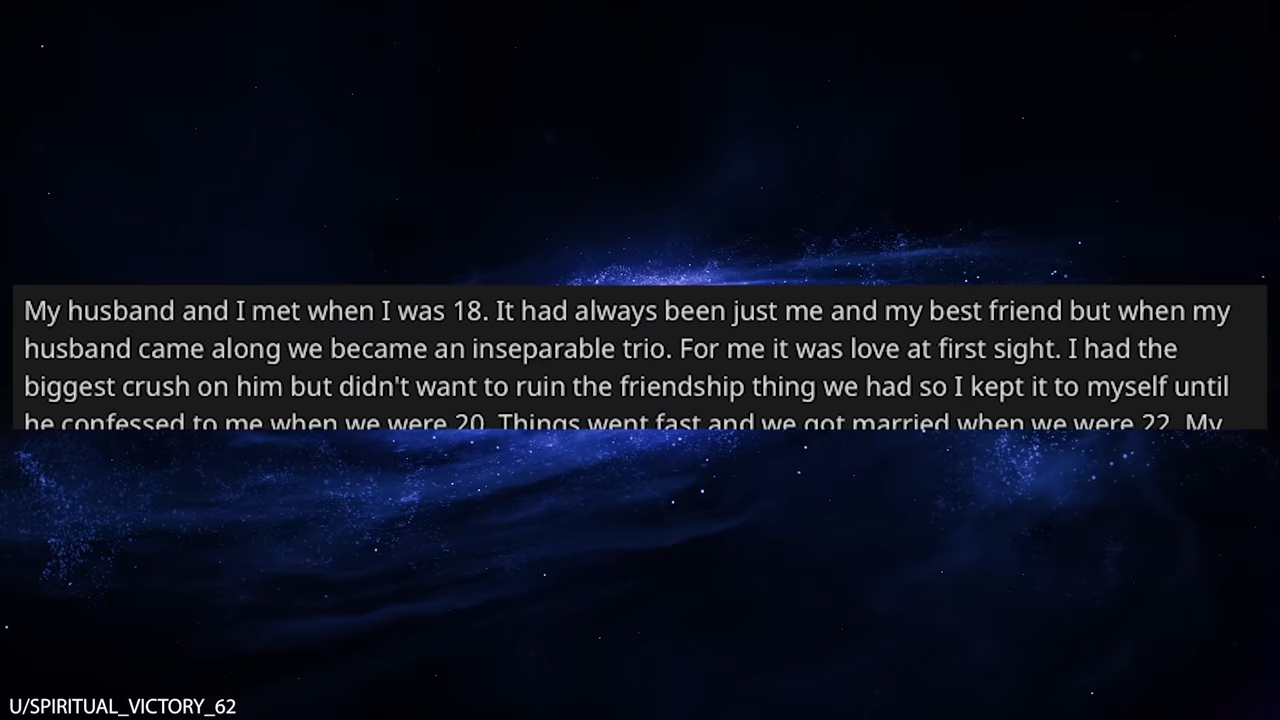 My husband and I met when I was 18. It had always been just me and my best friend but when my
husband came along we became an inseparable trio. For me it was love at first sight. I had the
biggest crush on him but didn't want to ruin the friendship thing we had so I kept it to myself until
he confessed to me when we were 20. Things went fast and we got married when we were 22. My
U/SPIRITUAL_VICTORY_62